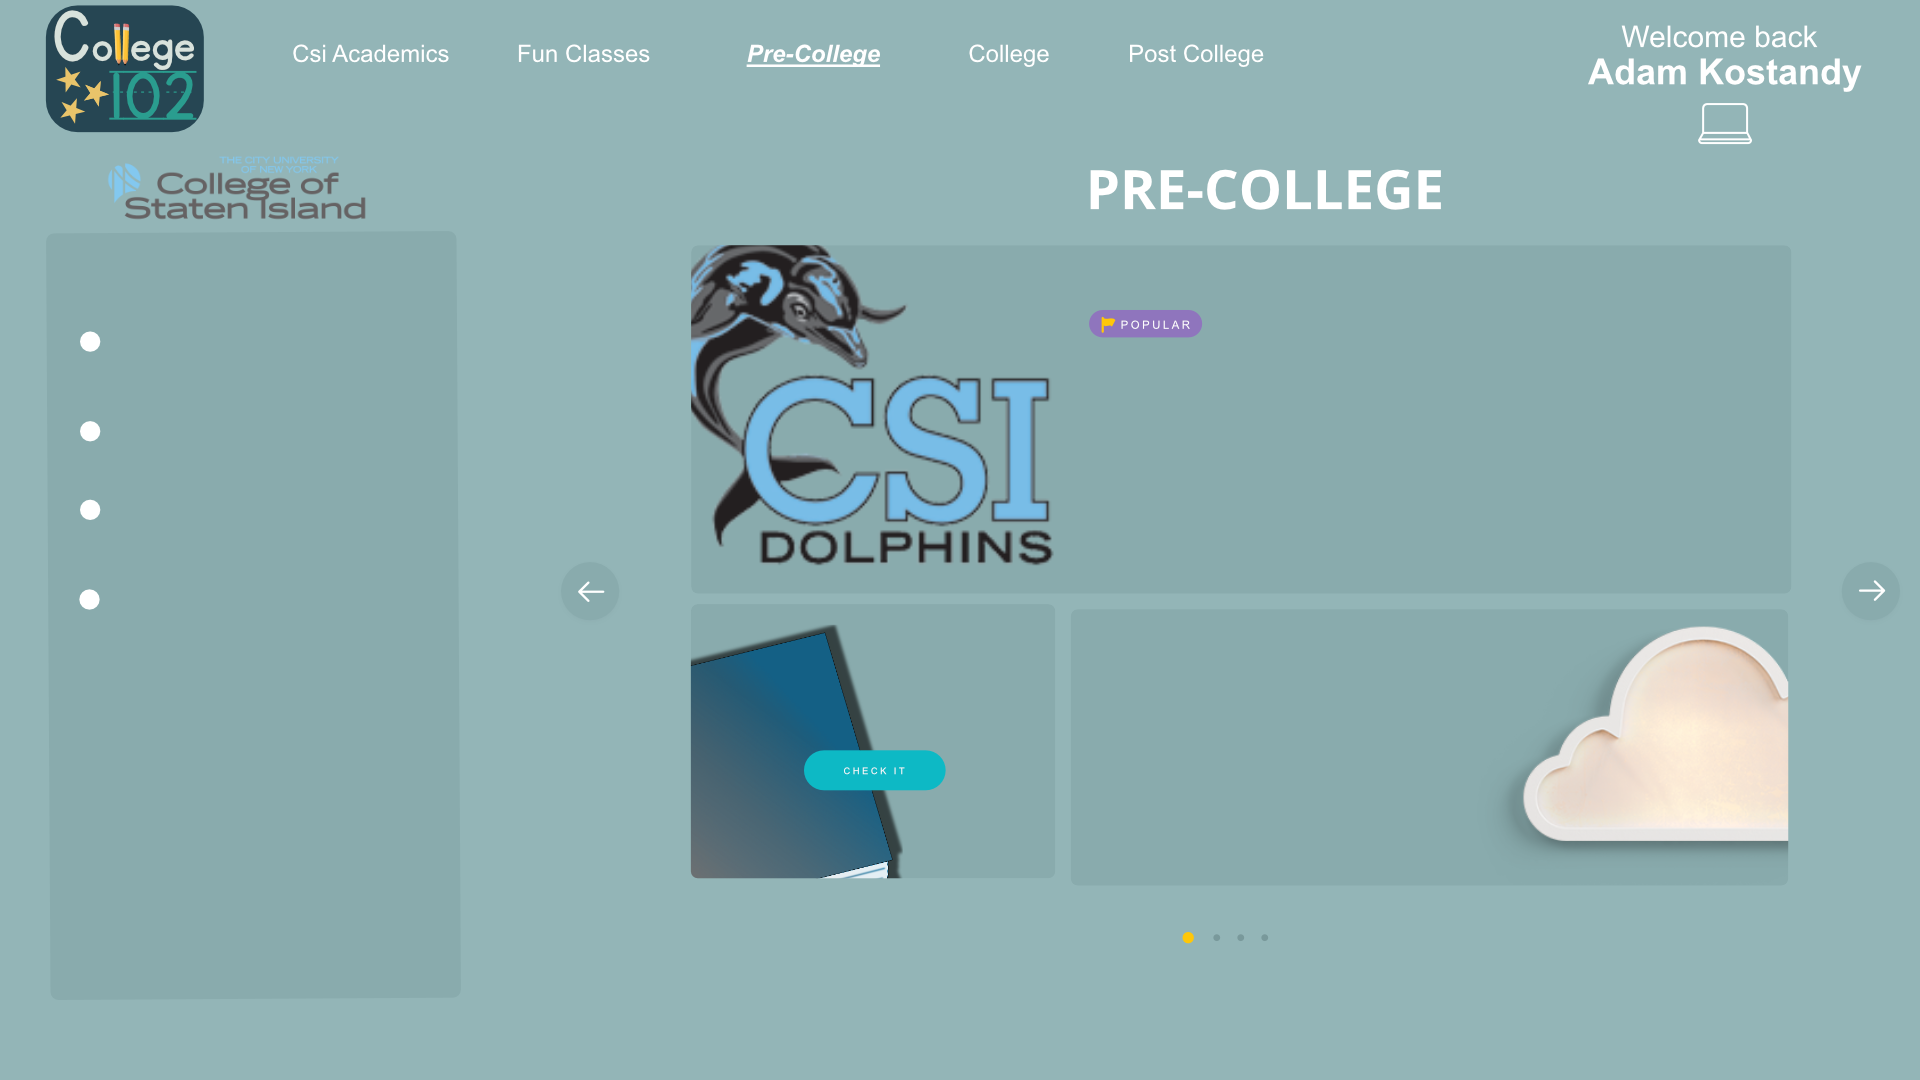 College
102
Csi Academics
Fun Classes
Pre-College
College
Post College
Welcome back
Adam Kostandy
THE CITY UNIVERSITY
OF NEW YORK
College of
Staten Island
PRE-COLLEGE
CSI
DOLPHINS
POPULAR
CHECK IT